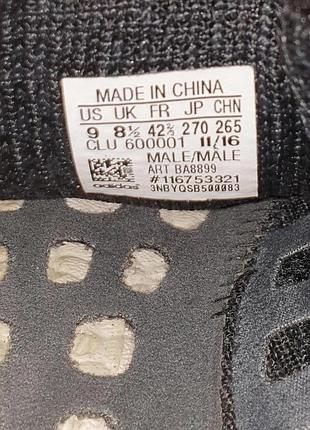 MADE IN CHINA
US UK FR JP CHN
9 8½ 42⅔ 270 265
CLU 600001 11/16
MALE/MALE
ART BA8899
adidas #116753321
3NBYQSB500083